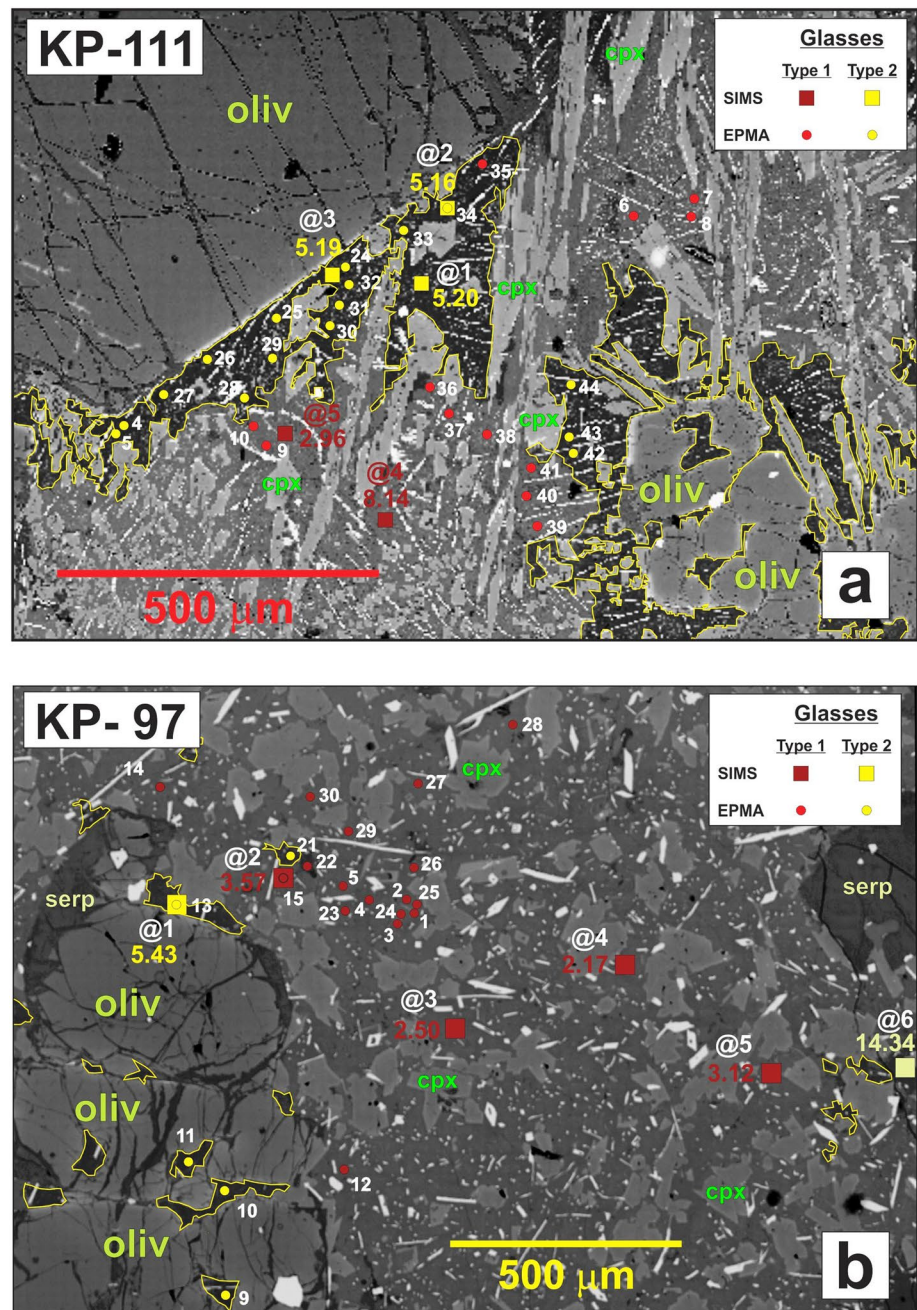 KP-111
Glasses
Type 1 Type 2
SIMS
EPMA
oliv
cpx
@2
5.16
35
34
7
6
8
@3
5.19
33
24
32
@1
5.20
cpx
31
25
30
29
26
44
28
27
36
@5
2.96
10
9
37
38
cpx
43
42
4
5
@4
8.14
cpx
41
40
39
oliv
oliv
500 μm
a
KP- 97
Glasses
Type 1 Type 2
SIMS
EPMA
28
cpx
14
27
30
29
21
@2
3.57
22
26
serp
5
15
2
25
serp
13
23
4
24
1
3
@1
5.43
@4
2.17
oliv
@3
2.50
@6
14.34
@5
3.12
cpx
oliv
11
12
10
cpx
oliv
9
500 μm
b